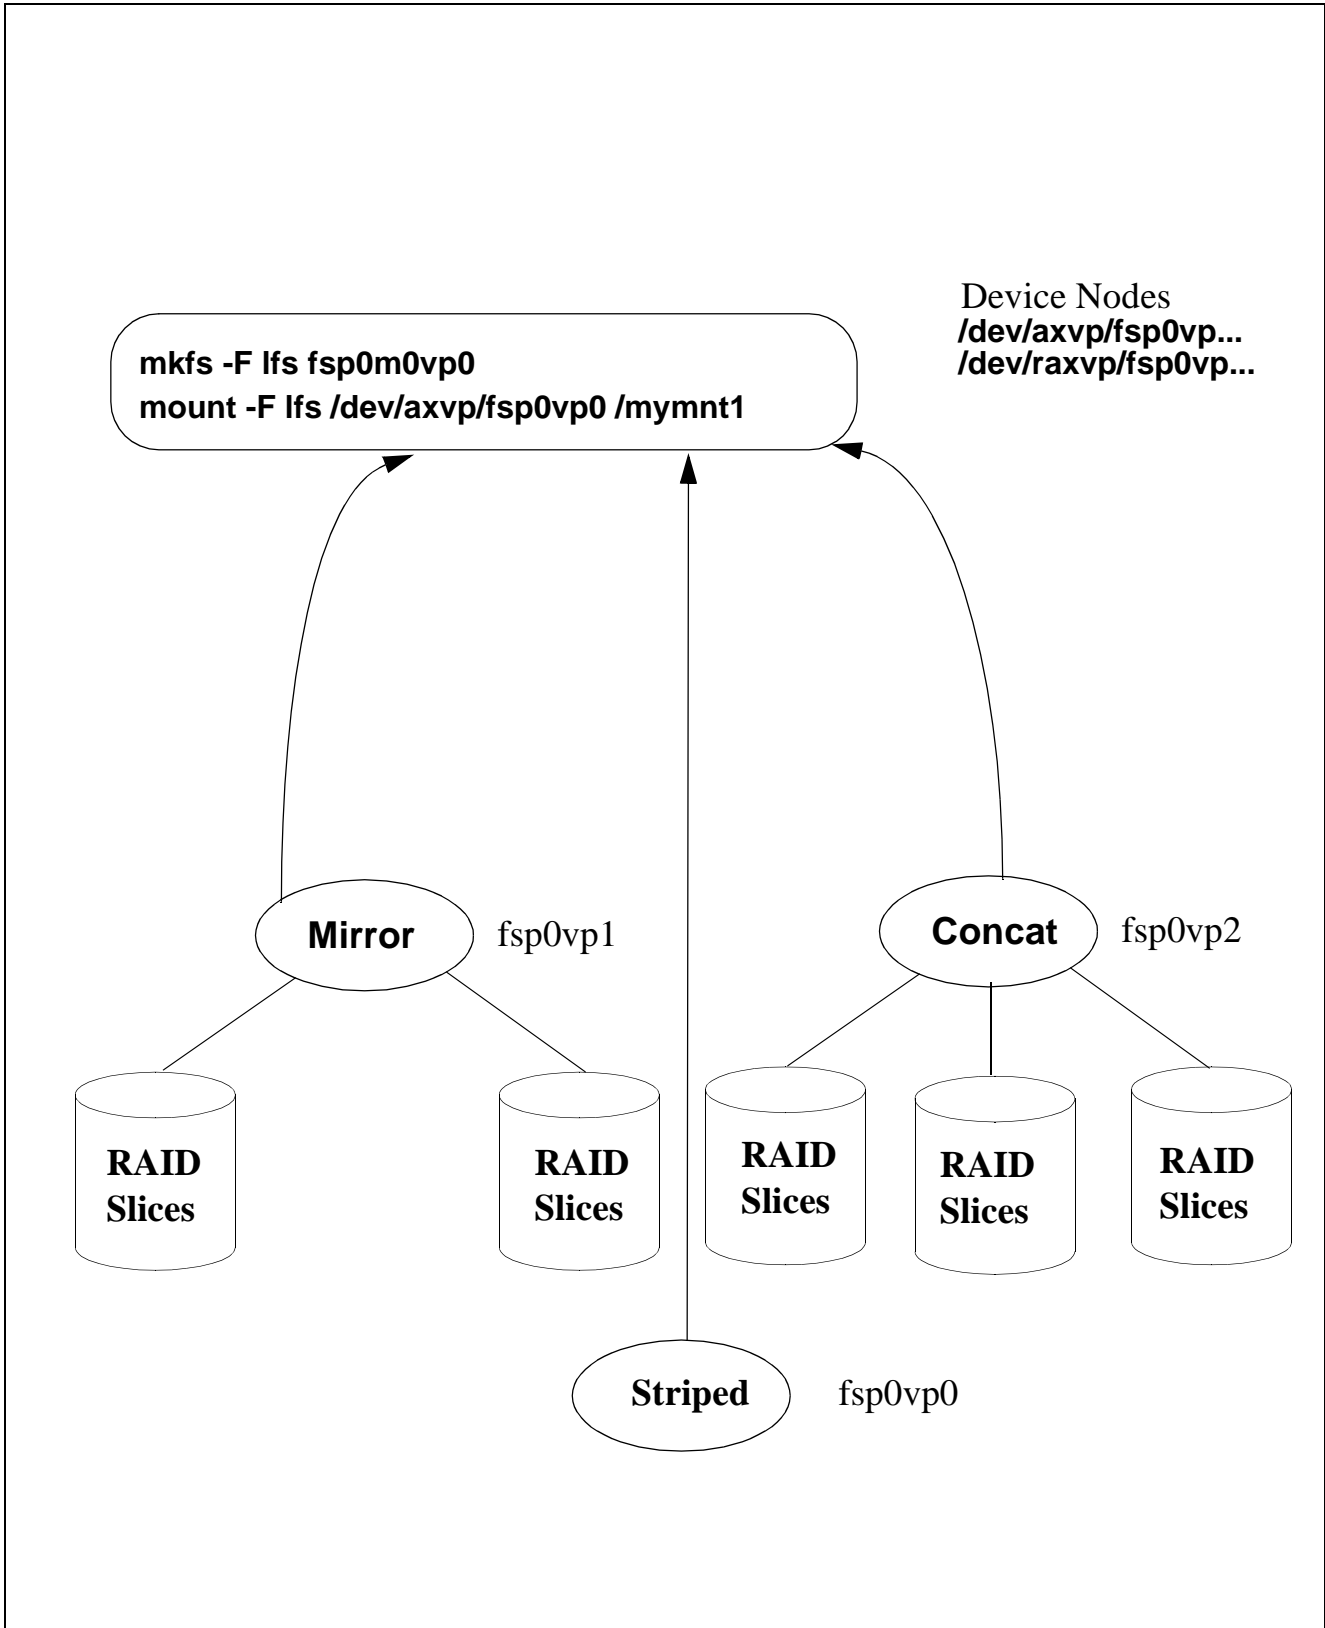 Device Nodes
/dev/axvp/fsp0vp...
/dev/raxvp/fsp0vp...
mkfs -F lfs fsp0m0vp0
mount -F lfs /dev/axvp/fsp0vp0 /mymnt1
Mirror
fsp0vp1
Concat
fsp0vp2
RAID
Slices
RAID
Slices
RAID
Slices
RAID
Slices
RAID
Slices
Striped
fsp0vp0